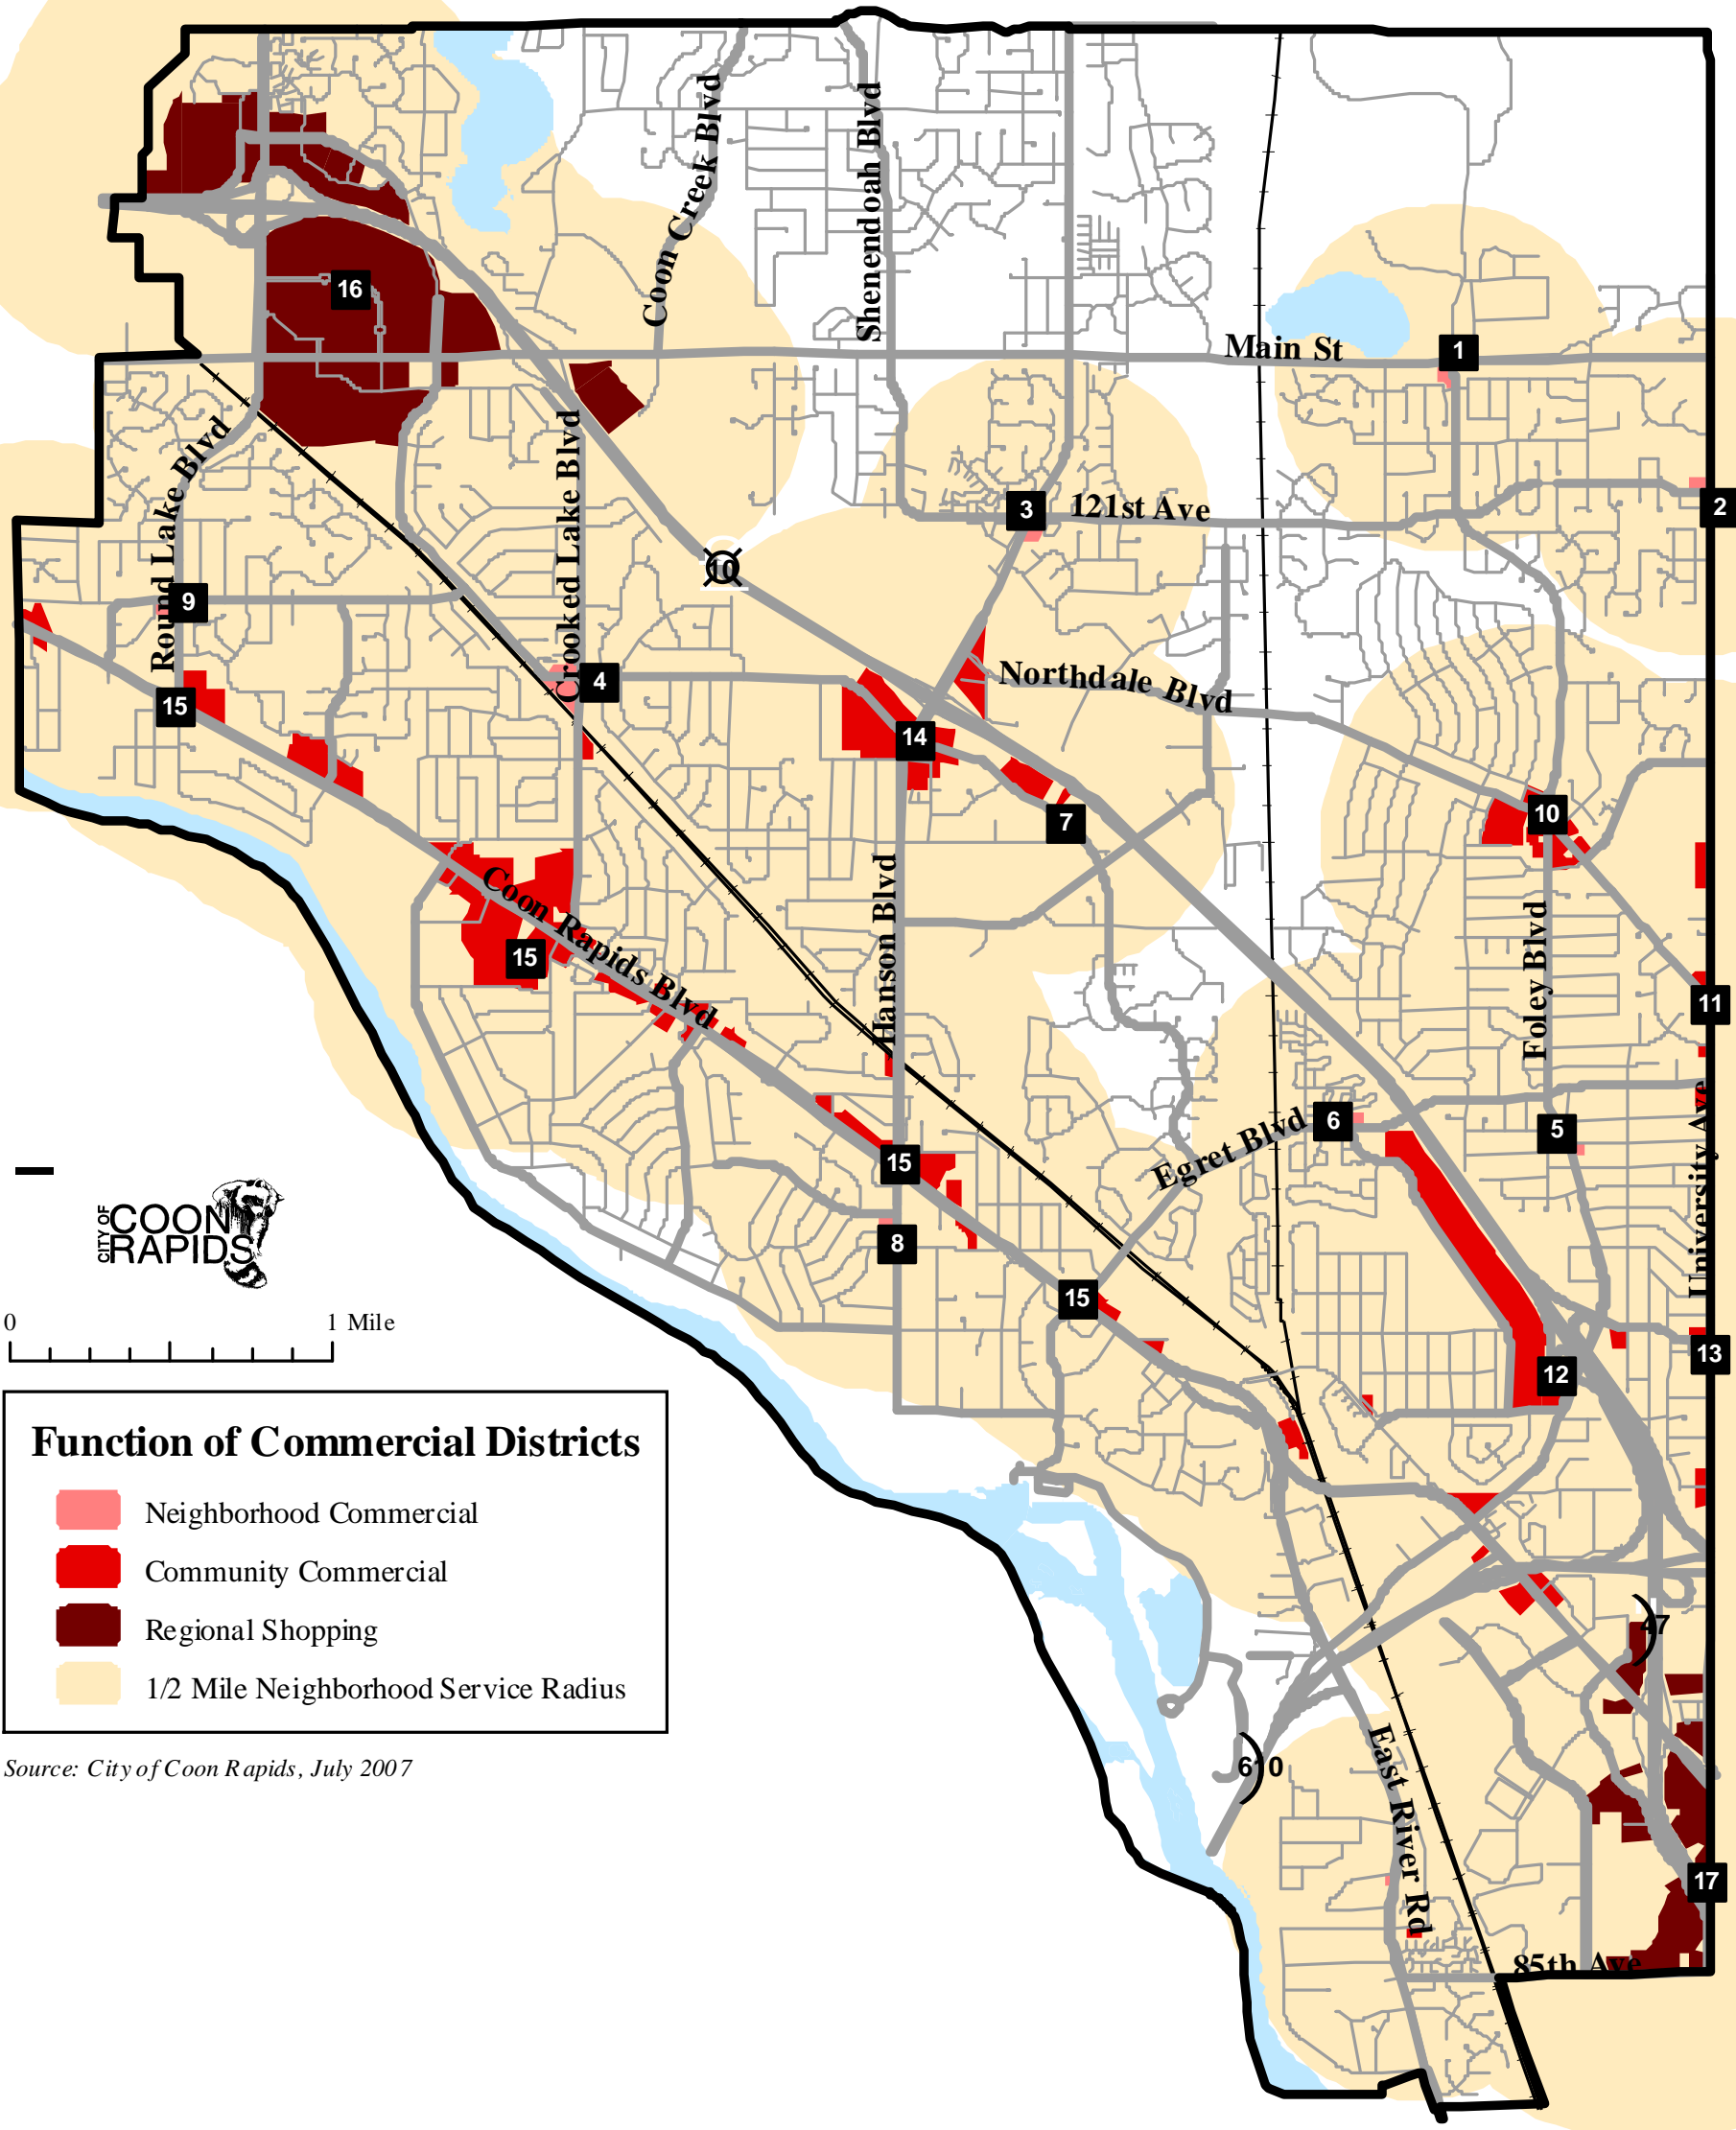 Coon Creek Blvd
Shenendoah Blvd
16
Main St
1
Round Lake Blvd
Crooked Lake Blvd
3
121st Ave
2
10
9
4
Northdale Blvd
15
14
7
10
Coon Rapids Blvd
15
Hanson Blvd
Foley Blvd
11
6
5
Egret Blvd
University Ave
15
8
15
13
12
CITY OF
COON
RAPIDS
0 1 Mile
Function of Commercial Districts
Neighborhood Commercial
Community Commercial
Regional Shopping
1/2 Mile Neighborhood Service Radius
Source: City of Coon Rapids, July 2007
47
610
East River Rd
17
85th Ave